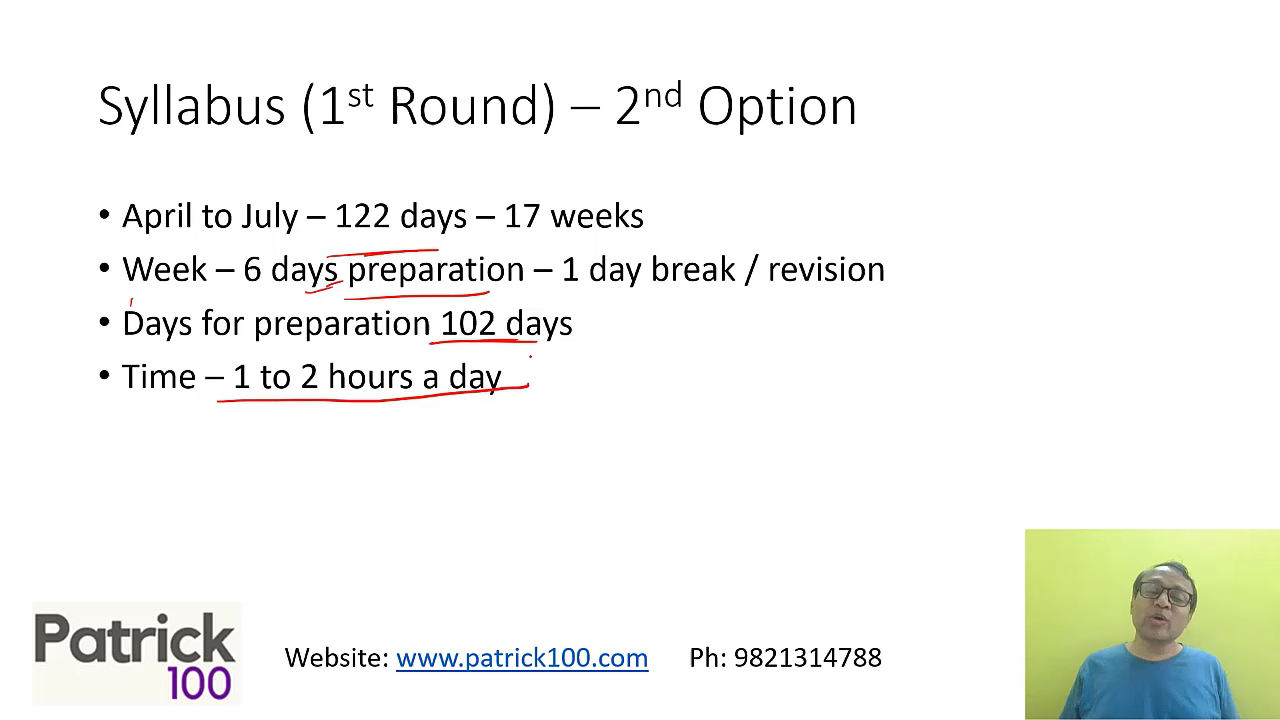 Syllabus (1st Round) – 2nd Option
• April to July – 122 days – 17 weeks
• Week – 6 days preparation – 1 day break / revision
• Days for preparation 102 days
• Time – 1 to 2 hours a day
Patrick
100
Website: www.patrick100.com Ph: 9821314788